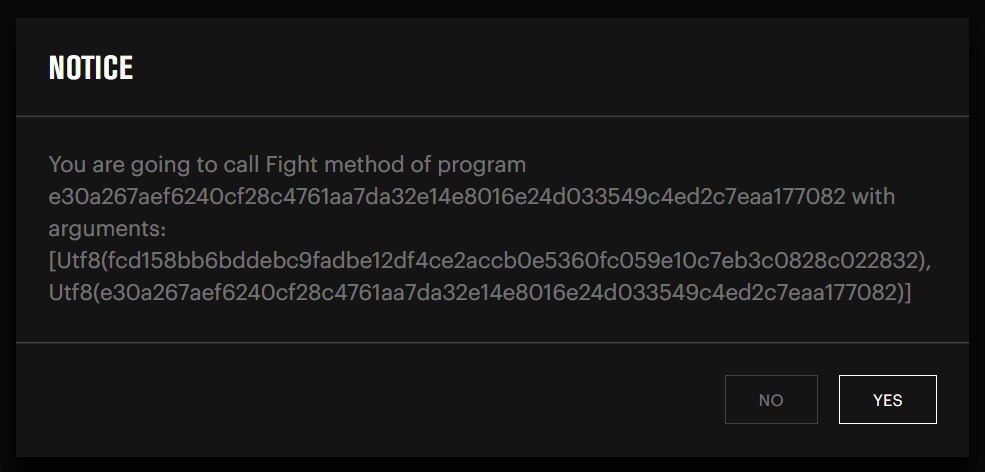 NOTICE
You are going to call Fight method of program
e30a267aef6240cf28c4761aa7da32e14e8016e24d033549c4ed2c7eaa177082 with
arguments:
[Utf8(fcd158bb6bddebc9fadbe12df4ce2accb0e5360fc059e10c7eb3c0828c022832),
Utf8(e30a267aef6240cf28c4761aa7da32e14e8016e24d033549c4ed2c7eaa177082)]
NO
YES